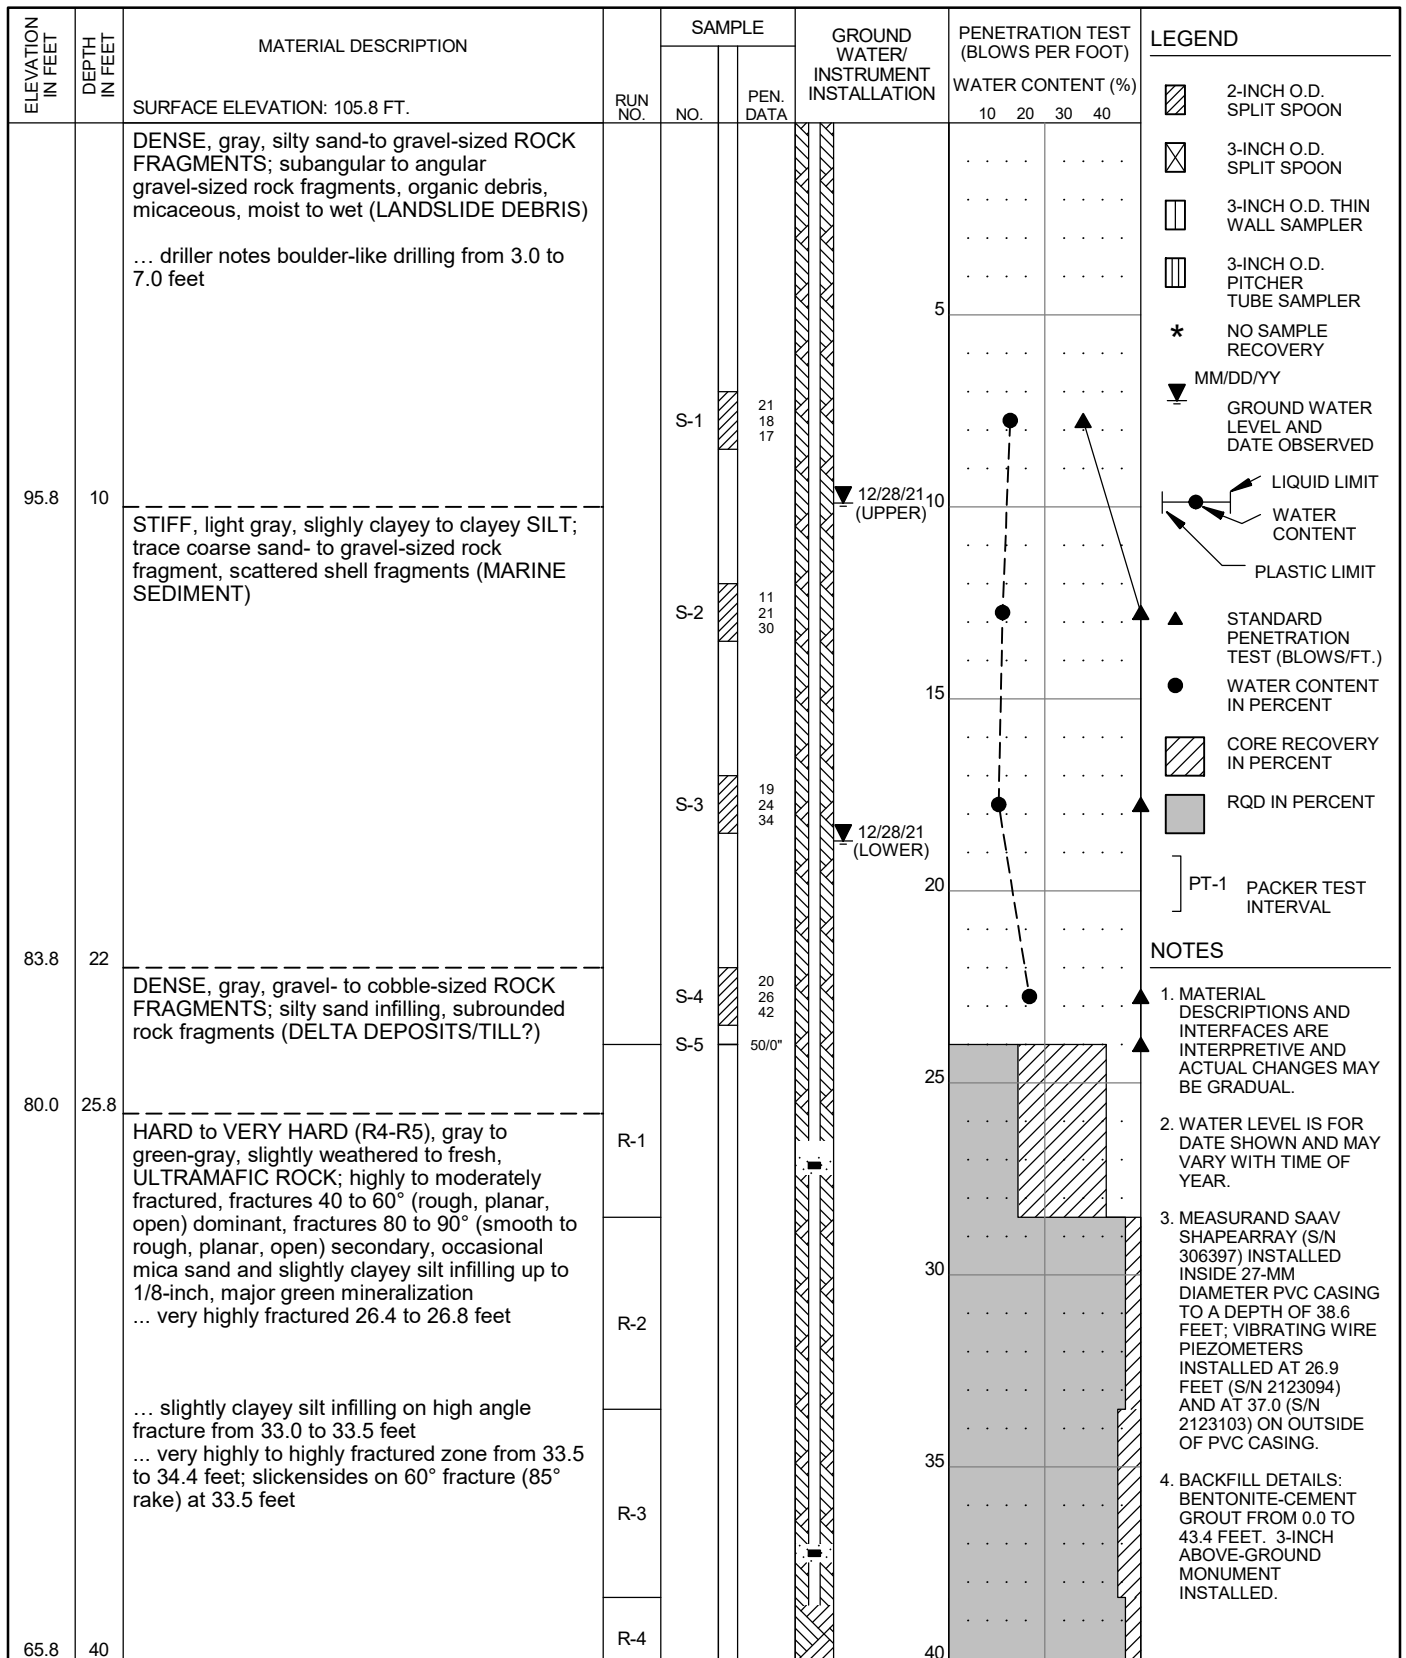 ELEVATION
IN FEET
DEPTH
IN FEET
MATERIAL DESCRIPTION
SURFACE ELEVATION: 105.8 FT.
RUN
NO.
SAMPLE
NO.
PEN.
DATA
GROUND
WATER/
INSTRUMENT
INSTALLATION
PENETRATION TEST
(BLOWS PER FOOT)
WATER CONTENT (%)
10 20 30 40
DENSE, gray, silty sand-to gravel-sized ROCK
FRAGMENTS; subangular to angular
gravel-sized rock fragments, organic debris,
micaceous, moist to wet (LANDSLIDE DEBRIS)
… driller notes boulder-like drilling from 3.0 to
7.0 feet
5
S-1
21
18
17
95.8 10
12/28/21
(UPPER)
10
STIFF, light gray, slighly clayey to clayey SILT;
trace coarse sand- to gravel-sized rock
fragment, scattered shell fragments (MARINE
SEDIMENT)
S-2
11
21
30
15
S-3
19
24
34
12/28/21
(LOWER)
20
83.8 22
DENSE, gray, gravel- to cobble-sized ROCK
FRAGMENTS; silty sand infilling, subrounded
rock fragments (DELTA DEPOSITS/TILL?)
S-4
20
26
42
S-5 50/0"
25
80.0 25.8
HARD to VERY HARD (R4-R5), gray to
green-gray, slightly weathered to fresh,
ULTRAMAFIC ROCK; highly to moderately
fractured, fractures 40 to 60° (rough, planar,
open) dominant, fractures 80 to 90° (smooth to
rough, planar, open) secondary, occasional
mica sand and slightly clayey silt infilling up to
1/8-inch, major green mineralization
... very highly fractured 26.4 to 26.8 feet
R-1
30
R-2
… slightly clayey silt infilling on high angle
fracture from 33.0 to 33.5 feet
... very highly to highly fractured zone from 33.5
to 34.4 feet; slickensides on 60° fracture (85°
rake) at 33.5 feet
35
R-3
R-4
65.8 40
40
LEGEND
2-INCH O.D.
SPLIT SPOON
3-INCH O.D.
SPLIT SPOON
3-INCH O.D. THIN
WALL SAMPLER
3-INCH O.D.
PITCHER
TUBE SAMPLER
* NO SAMPLE
RECOVERY
MM/DD/YY
GROUND WATER
LEVEL AND
DATE OBSERVED
LIQUID LIMIT
WATER
CONTENT
PLASTIC LIMIT
STANDARD
PENETRATION
TEST (BLOWS/FT.)
WATER CONTENT
IN PERCENT
CORE RECOVERY
IN PERCENT
RQD IN PERCENT
PT-1 PACKER TEST
INTERVAL
NOTES
1. MATERIAL
DESCRIPTIONS AND
INTERFACES ARE
INTERPRETIVE AND
ACTUAL CHANGES MAY
BE GRADUAL.
2. WATER LEVEL IS FOR
DATE SHOWN AND MAY
VARY WITH TIME OF
YEAR.
3. MEASURAND SAAV
SHAPEARRAY (S/N
306397) INSTALLED
INSIDE 27-MM
DIAMETER PVC CASING
TO A DEPTH OF 38.6
FEET; VIBRATING WIRE
PIEZOMETERS
INSTALLED AT 26.9
FEET (S/N 2123094)
AND AT 37.0 (S/N
2123103) ON OUTSIDE
OF PVC CASING.
4. BACKFILL DETAILS:
BENTONITE-CEMENT
GROUT FROM 0.0 TO
43.4 FEET. 3-INCH
ABOVE-GROUND
MONUMENT
INSTALLED.